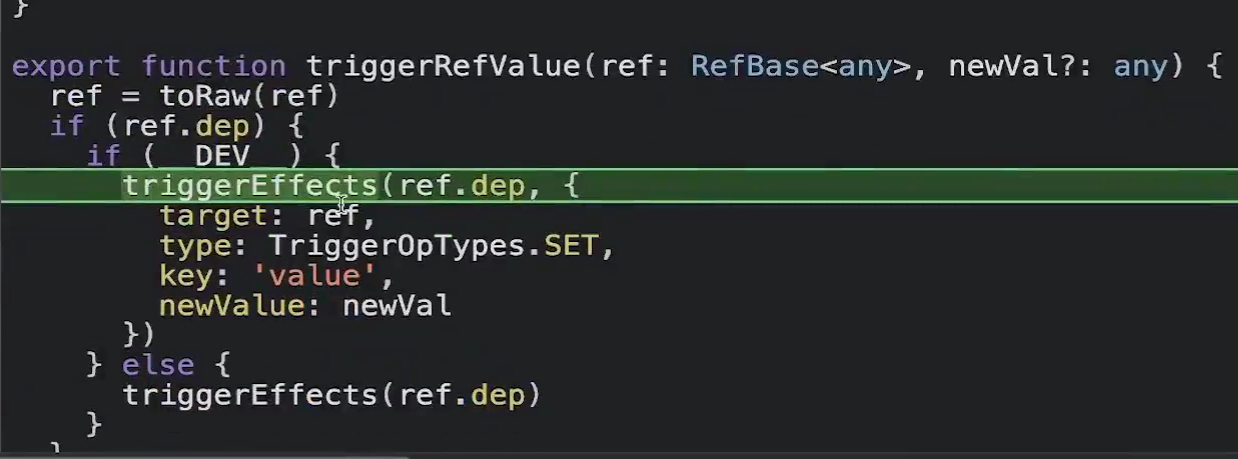 }
export function triggerRefValue(ref: RefBase<any>, newVal?: any) {
  ref = toRaw(ref)
  if (ref.dep) {
    if (__DEV__) {
      triggerEffects(ref.dep, {
        target: ref,
        type: TriggerOpTypes.SET,
        key: 'value',
        newValue: newVal
      })
    } else {
      triggerEffects(ref.dep)
    }
  }